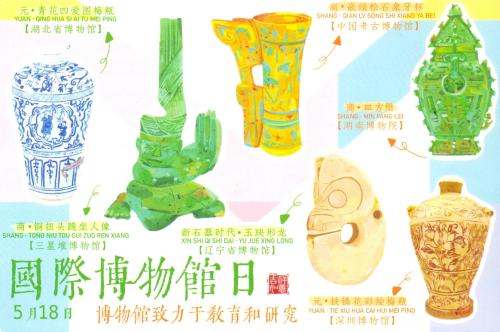 元·青花四爱图梅瓶
YUAN - QING HUA SI AI TU MEI PING
【湖北省博物馆】
商·嵌绿松石象牙杯
SHANG - QIAN LV SONG SHI XIANG YA BEI
【中国考古博物馆】
商·皿方罍
SHANG - MIN FANG LEI
【湖南博物院】
商·铜扭头跪坐人像
SHANG - TONG NIU TOU GUI ZUO REN XIANG
【三星堆博物馆】
新石器时代·玉玦形龙
XIN SHI QI SHI DAI - YU JUE XING LONG
【辽宁省博物馆】
元·铁锈花彩绘梅瓶
YUAN - TIE XIU HUA CAI HUI MEI PING
【深圳博物馆】
國際博物館日
5月18日
博物館致力于教育和研究